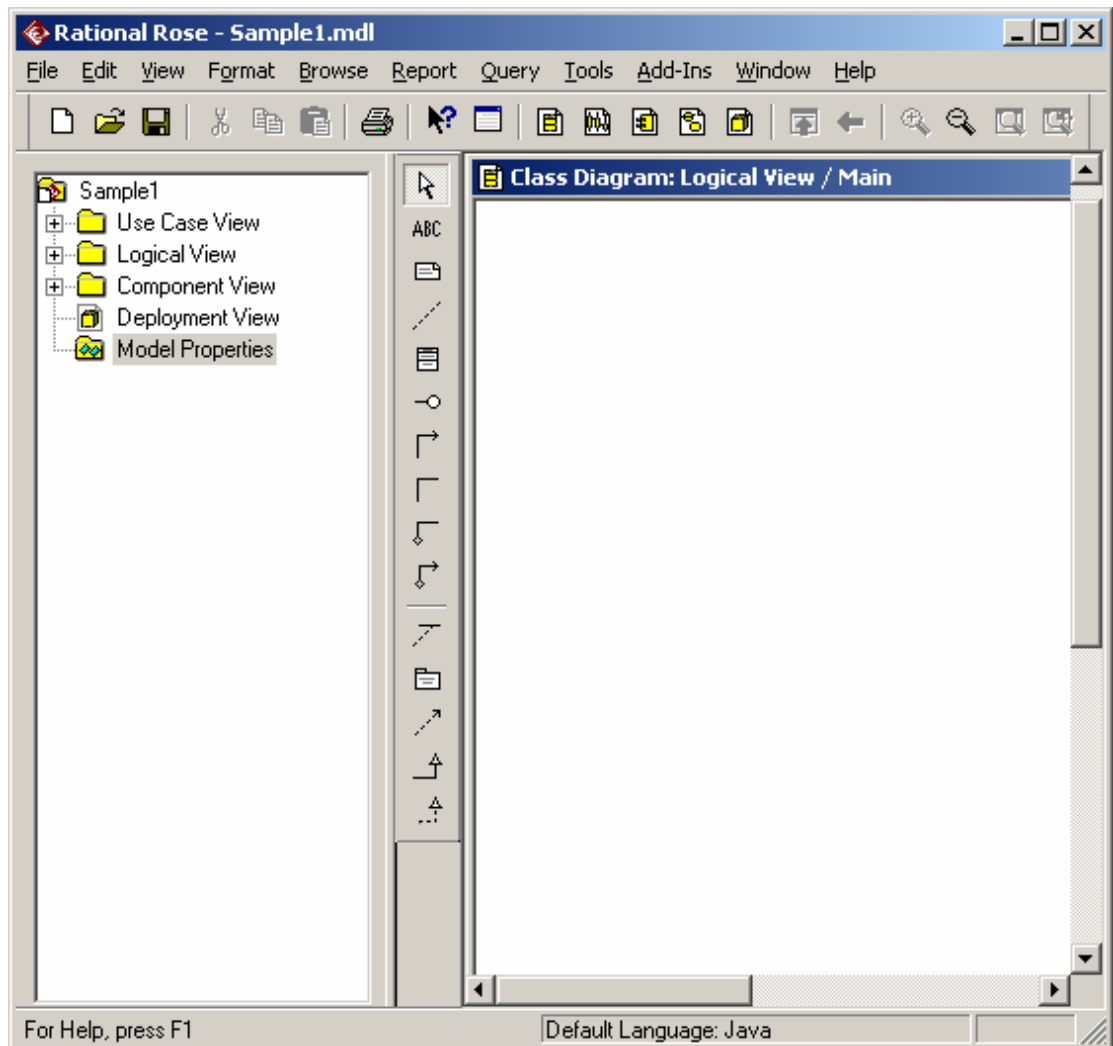 Rational Rose - Sample1.mdl
File Edit View Format Browse Report Query Tools Add-Ins Window Help
Sample1
Use Case View
Logical View
Component View
Deployment View
Model Properties
ABC
Class Diagram: Logical View / Main
For Help, press F1
Default Language: Java